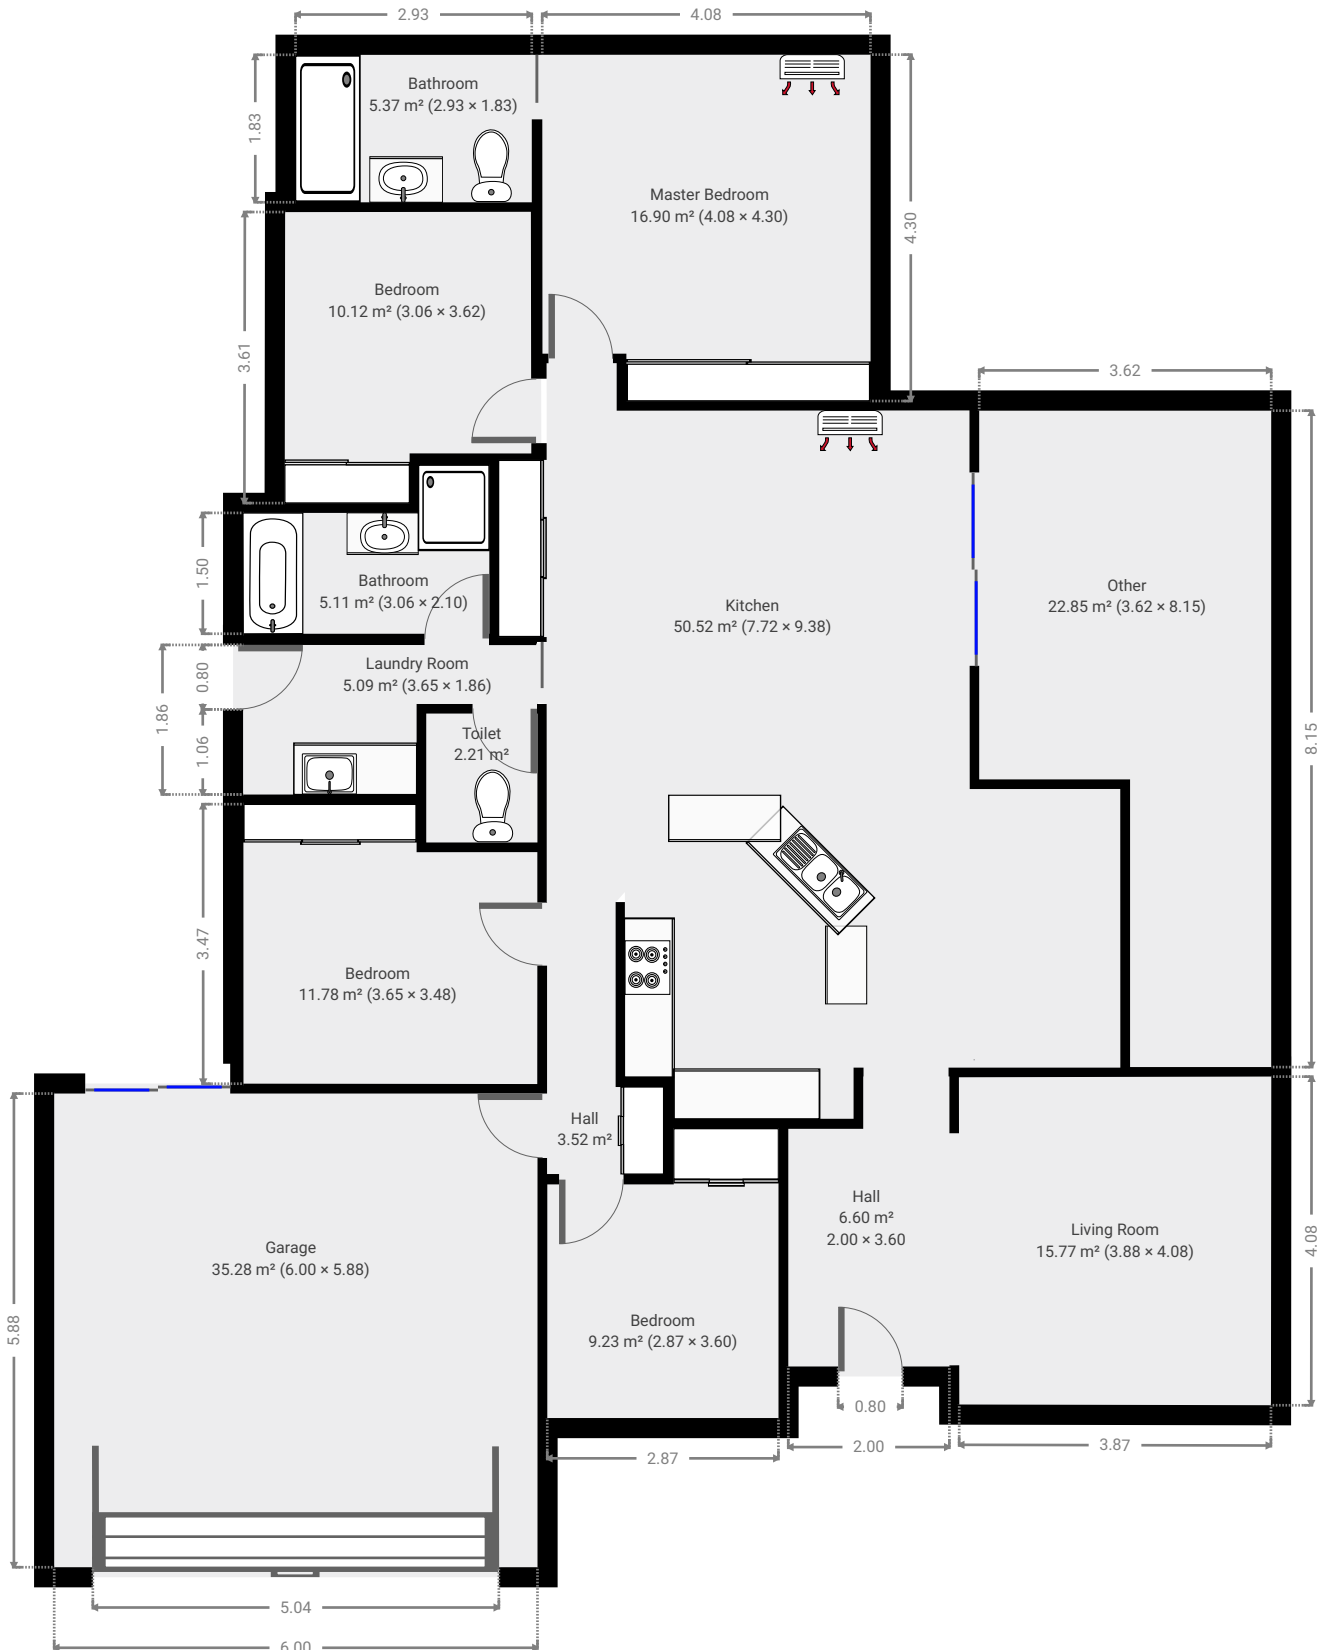 2.93
4.08
Bathroom
5.37 m² (2.93 × 1.83)
1.83
Master Bedroom
16.90 m² (4.08 × 4.30)
4.30
Bedroom
10.12 m² (3.06 × 3.62)
3.61
3.62
1.50
Bathroom
5.11 m² (3.06 × 2.10)
Kitchen
50.52 m² (7.72 × 9.38)
Other
22.85 m² (3.62 × 8.15)
Laundry Room
5.09 m² (3.65 × 1.86)
0.80
1.86
1.06
Toilet
2.21 m²
8.15
3.47
Bedroom
11.78 m² (3.65 × 3.48)
Hall
3.52 m²
Hall
6.60 m²
2.00 × 3.60
Living Room
15.77 m² (3.88 × 4.08)
4.08
Garage
35.28 m² (6.00 × 5.88)
5.88
Bedroom
9.23 m² (2.87 × 3.60)
0.80
2.00
3.87
2.87
5.04
6.00